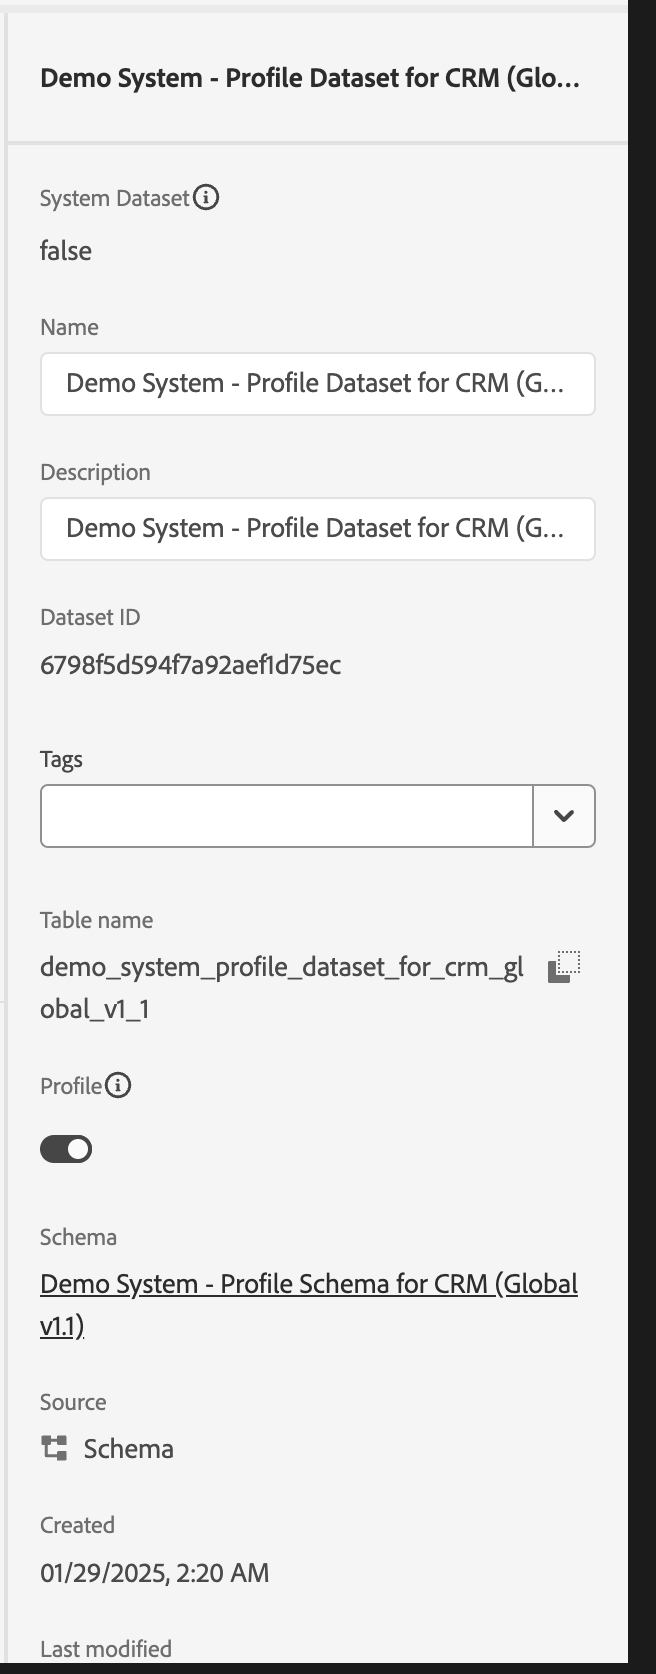 Demo System - Profile Dataset for CRM (Glo...
System Dataset
false
Name
Demo System - Profile Dataset for CRM (G...
Description
Demo System - Profile Dataset for CRM (G...
Dataset ID
6798f5d594f7a92aef1d75ec
Tags
Table name
demo_system_profile_dataset_for_crm_gl
obal_v1_1
Profile
Schema
Demo System - Profile Schema for CRM (Global
v1.1)
Source
Schema
Created
01/29/2025, 2:20 AM
Last modified